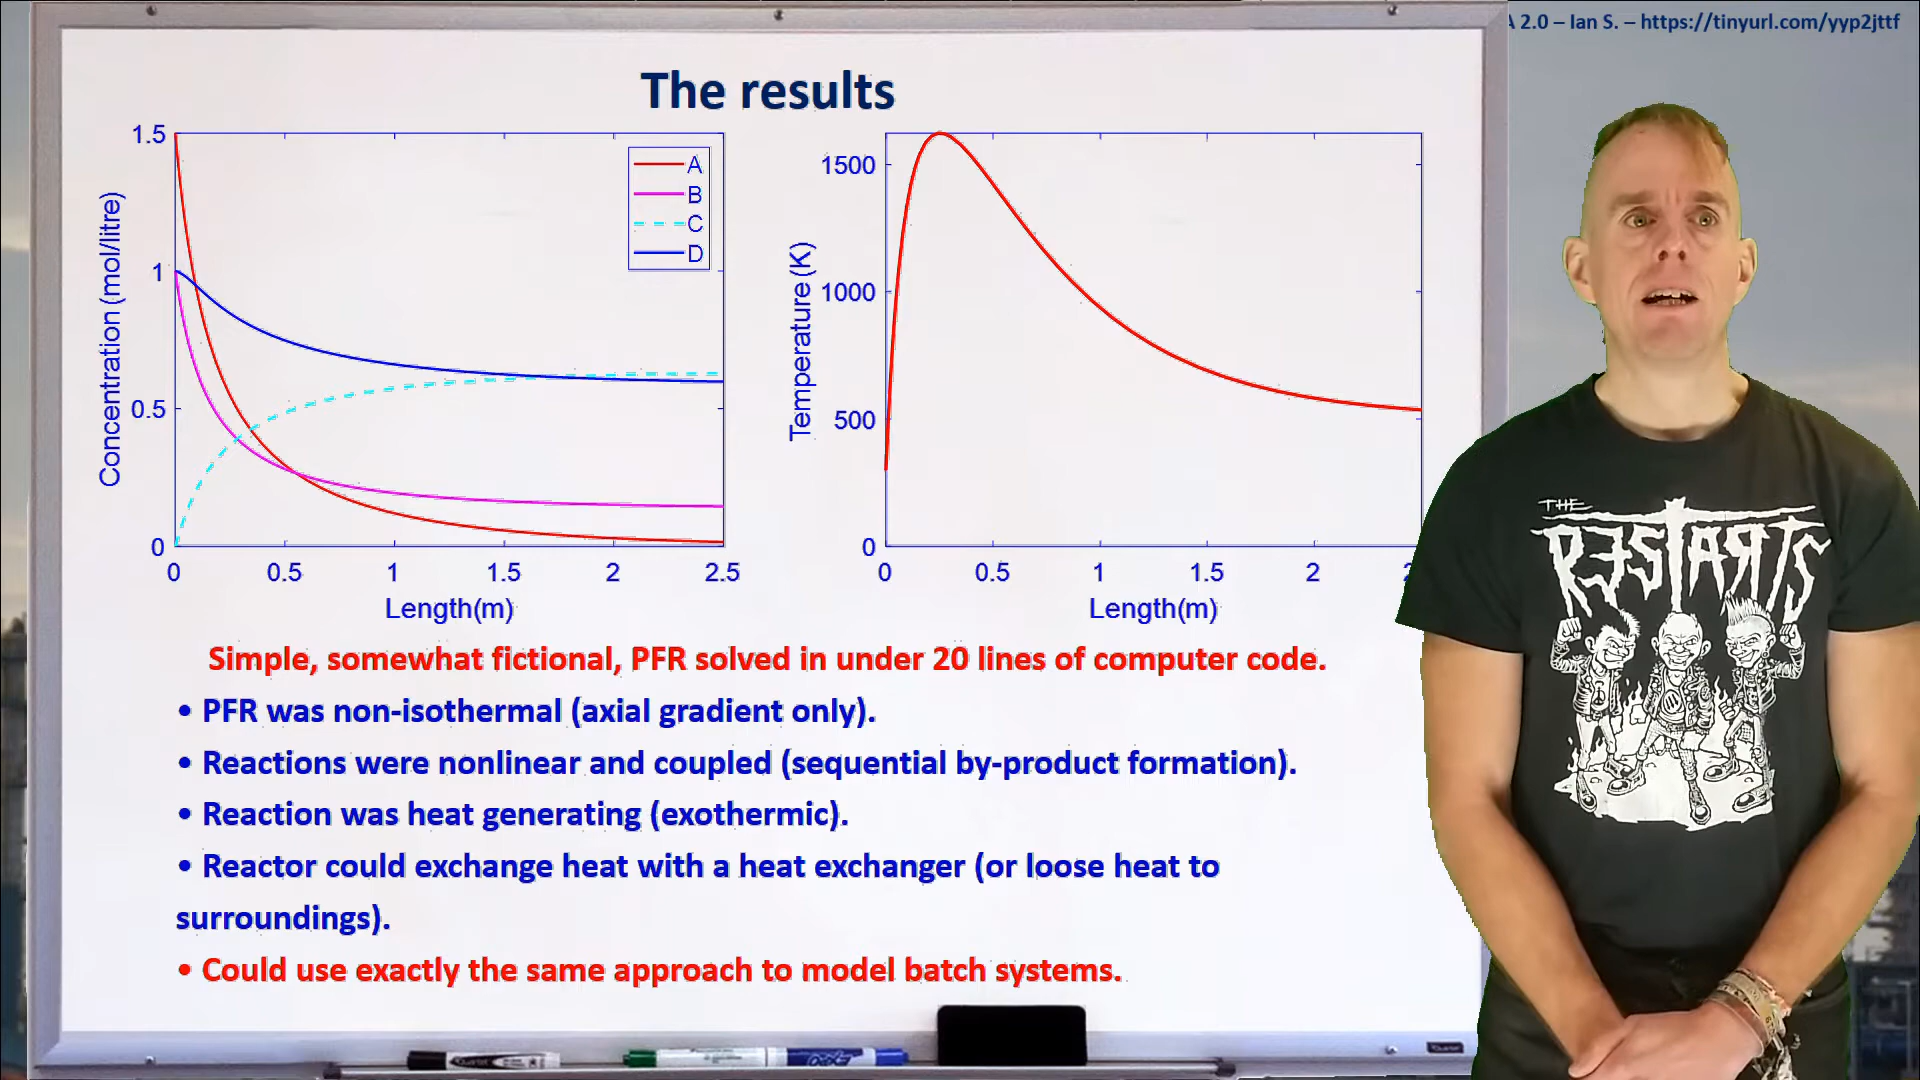 A 2.0 – Ian S. – https://tinyurl.com/yyp2jttf
The results
1.5
1
0.5
0
0
0.5
1
1.5
2
2.5
Concentration (mol/litre)
Length(m)
A
B
C
D
1500
1000
500
0
0
0.5
1
1.5
2
Temperature (K)
Length(m)
Simple, somewhat fictional, PFR solved in under 20 lines of computer code.
• PFR was non-isothermal (axial gradient only).
• Reactions were nonlinear and coupled (sequential by-product formation).
• Reaction was heat generating (exothermic).
• Reactor could exchange heat with a heat exchanger (or loose heat to
surroundings).
• Could use exactly the same approach to model batch systems.
THE
RESTARTS